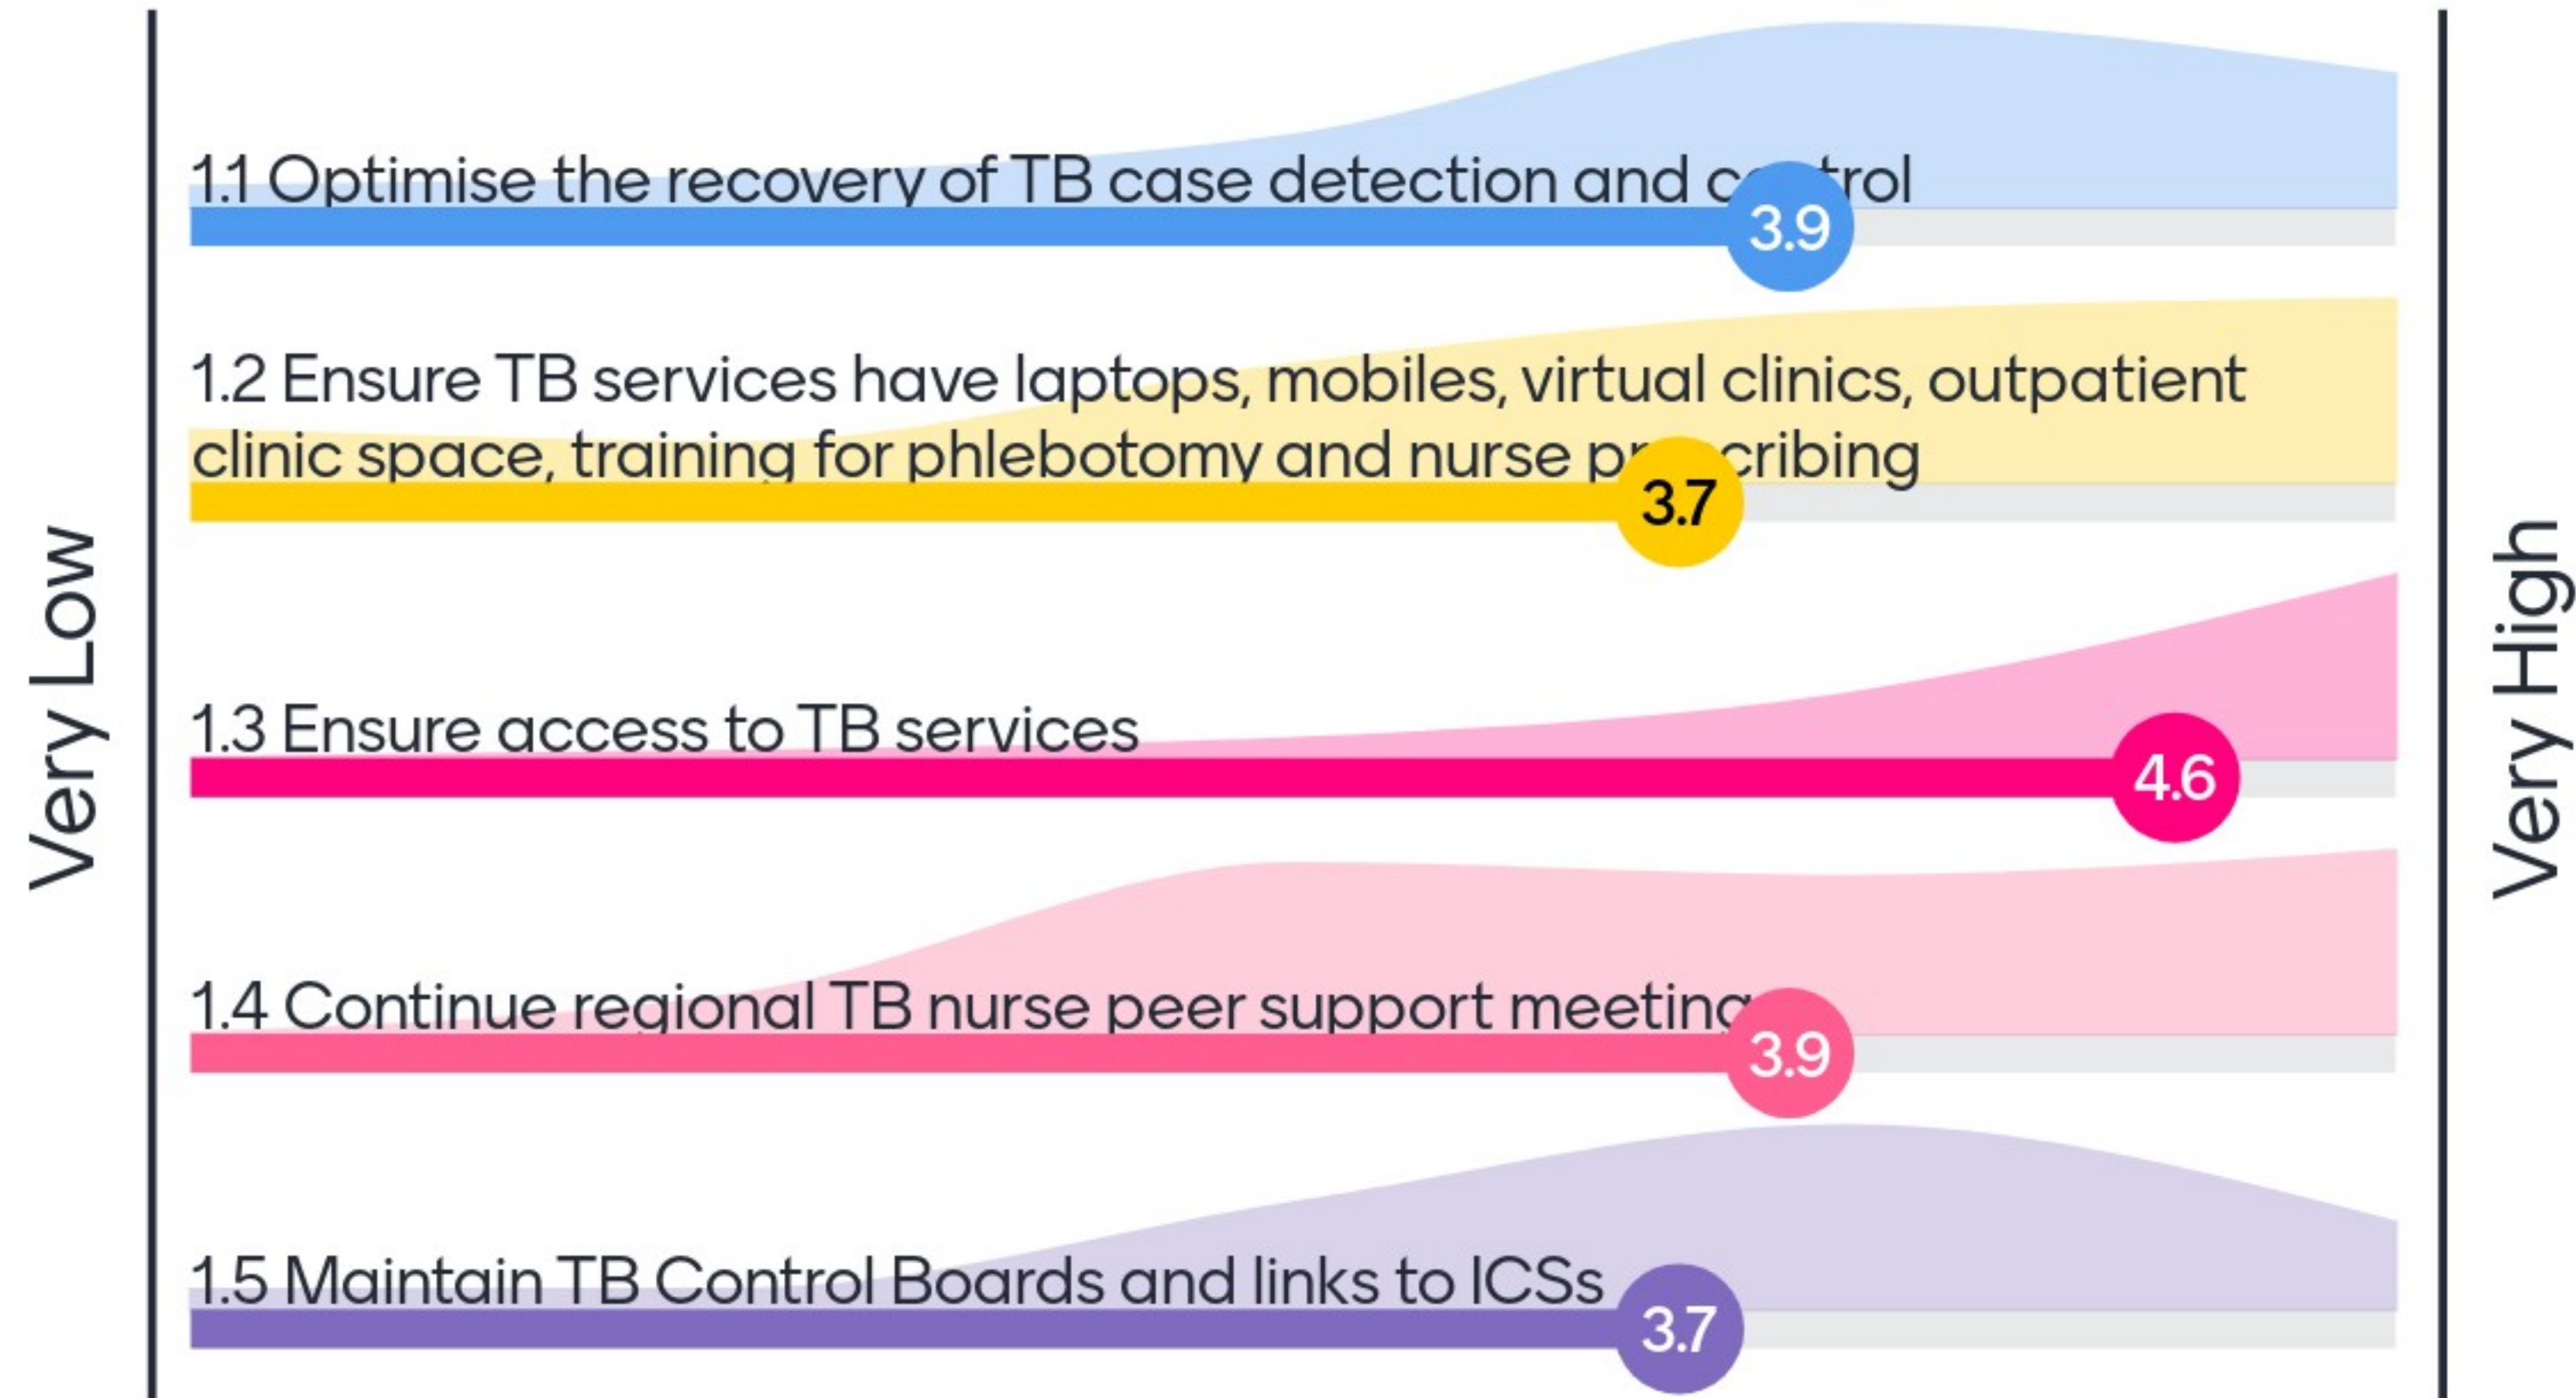 Very Low
1.1 Optimise the recovery of TB case detection and control
3.9
1.2 Ensure TB services have laptops, mobiles, virtual clinics, outpatient
clinic space, training for phlebotomy and nurse prescribing
3.7
1.3 Ensure access to TB services
4.6
1.4 Continue regional TB nurse peer support meeting
3.9
1.5 Maintain TB Control Boards and links to ICSs
3.7
Very High